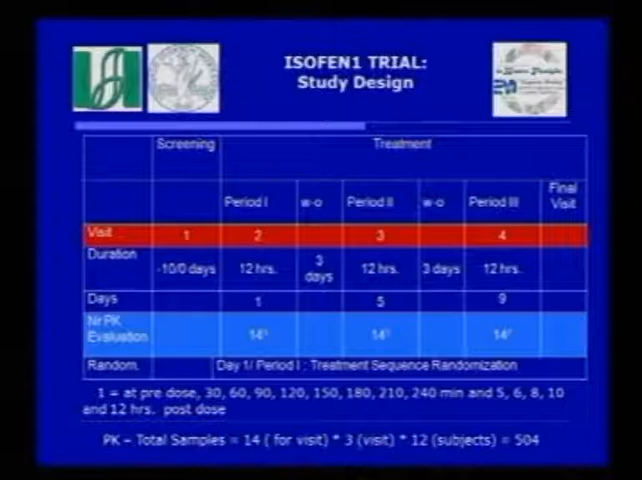 ISOFEN1 TRIAL:
Study Design
Screening Treatment
Period I w-o Period II w-o Period III Final Visit
Visit 1 2 3 4
Duration -10/0 days 12 hrs. 3 days 12 hrs. 3 days 12 hrs.
Days 1 5 9
Nr PK Evaluation 14 14 14
Random. Day 1/ Period I : Treatment Sequence Randomization
1 = at pre dose, 30, 60, 90, 120, 150, 180, 210, 240 min and 5, 6, 8, 10
and 12 hrs. post dose
PK – Total Samples = 14 ( for visit) * 3 (visit) * 12 (subjects) = 504